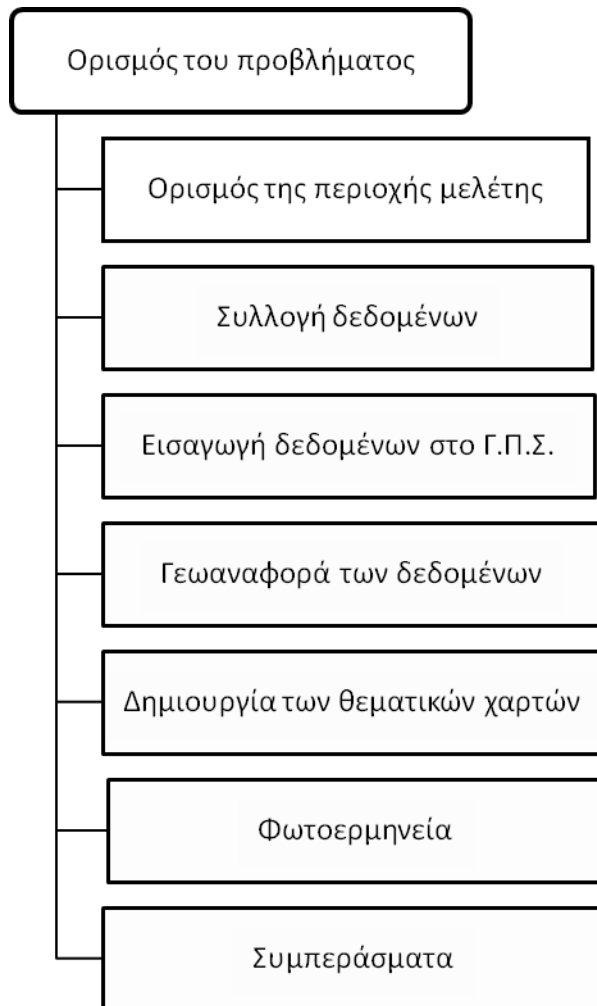 Ορισμός του προβλήματος
Ορισμός της περιοχής μελέτης
Συλλογή δεδομένων
Εισαγωγή δεδομένων στο Γ.Π.Σ.
Γεωαναφορά των δεδομένων
Δημιουργία των θεματικών χαρτών
Φωτοερμηνεία
Συμπεράσματα